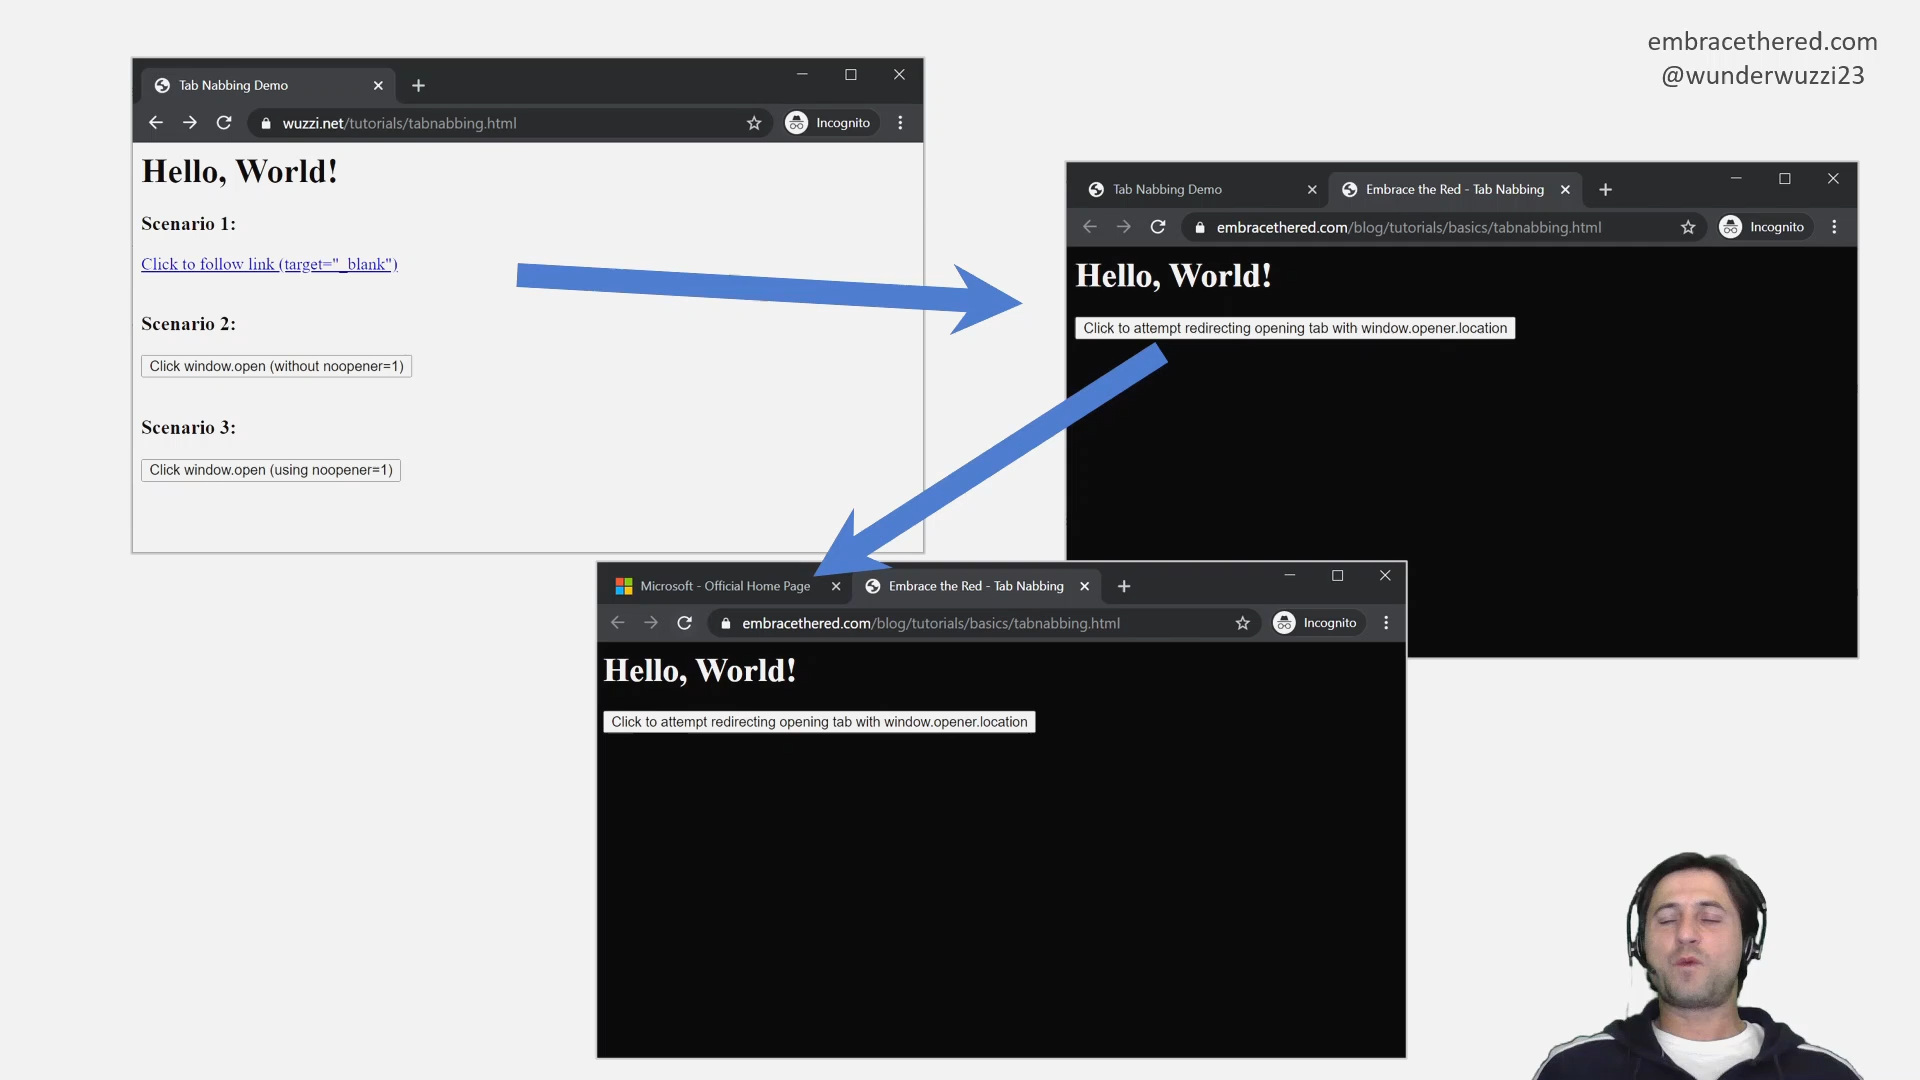 embracethered.com
@wunderwuzzi23
Tab Nabbing Demo
wuzzi.net/tutorials/tabnabbing.html
Incognito
Hello, World!
Scenario 1:
Click to follow link (target="_blank")
Scenario 2:
Click window.open (without noopener=1)
Scenario 3:
Click window.open (using noopener=1)
Tab Nabbing Demo
Embrace the Red - Tab Nabbing
embracethered.com/blog/tutorials/basics/tabnabbing.html
Incognito
Hello, World!
Click to attempt redirecting opening tab with window.opener.location
Microsoft - Official Home Page
Embrace the Red - Tab Nabbing
embracethered.com/blog/tutorials/basics/tabnabbing.html
Incognito
Hello, World!
Click to attempt redirecting opening tab with window.opener.location